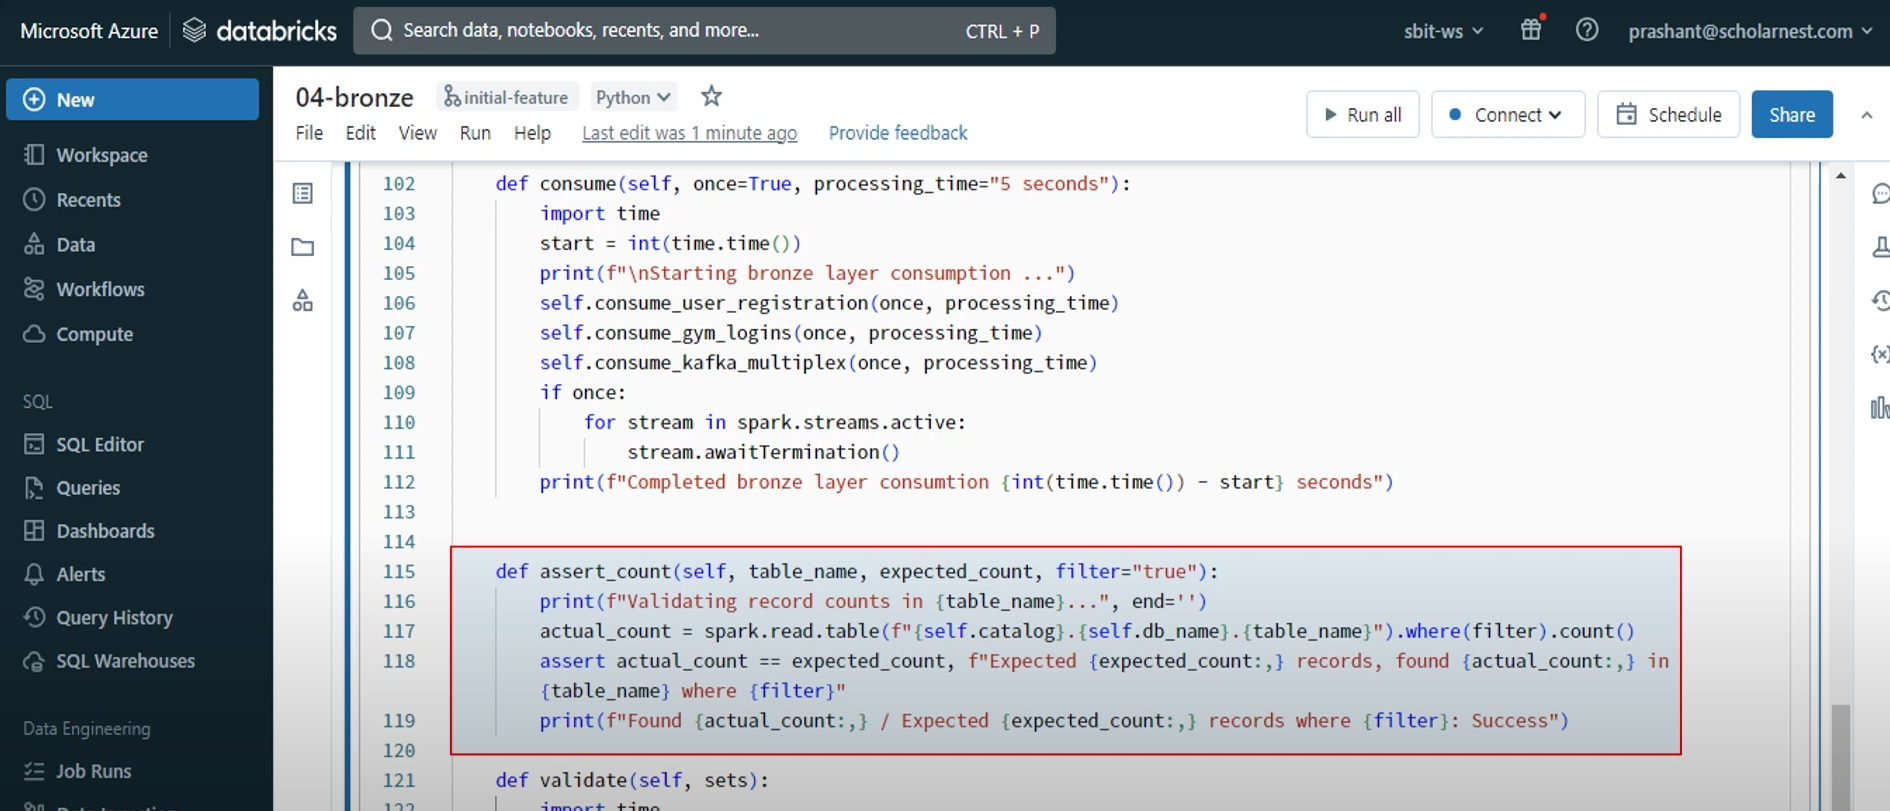 Microsoft Azure databricks Search data, notebooks, recents, and more... CTRL + P sbit-ws prashant@scholarnest.com
New
Workspace
Recents
Data
Workflows
Compute
SQL
SQL Editor
Queries
Dashboards
Alerts
Query History
SQL Warehouses
Data Engineering
Job Runs
04-bronze initial-feature Python
File Edit View Run Help Last edit was 1 minute ago Provide feedback
Run all Connect Schedule Share
102 def consume(self, once=True, processing_time="5 seconds"):
103 import time
104 start = int(time.time())
105 print(f"\nStarting bronze layer consumption ...")
106 self.consume_user_registration(once, processing_time)
107 self.consume_gym_logins(once, processing_time)
108 self.consume_kafka_multiplex(once, processing_time)
109 if once:
110 for stream in spark.streams.active:
111 stream.awaitTermination()
112 print(f"Completed bronze layer consumtion {int(time.time()) - start} seconds")
113
114
115 def assert_count(self, table_name, expected_count, filter="true"):
116 print(f"Validating record counts in {table_name}...", end='')
117 actual_count = spark.read.table(f"{self.catalog}.{self.db_name}.{table_name}").where(filter).count()
118 assert actual_count == expected_count, f"Expected {expected_count:,} records, found {actual_count:,} in
{table_name} where {filter}"
119 print(f"Found {actual_count:,} / Expected {expected_count:,} records where {filter}: Success")
120
121 def validate(self, sets):
122 import time